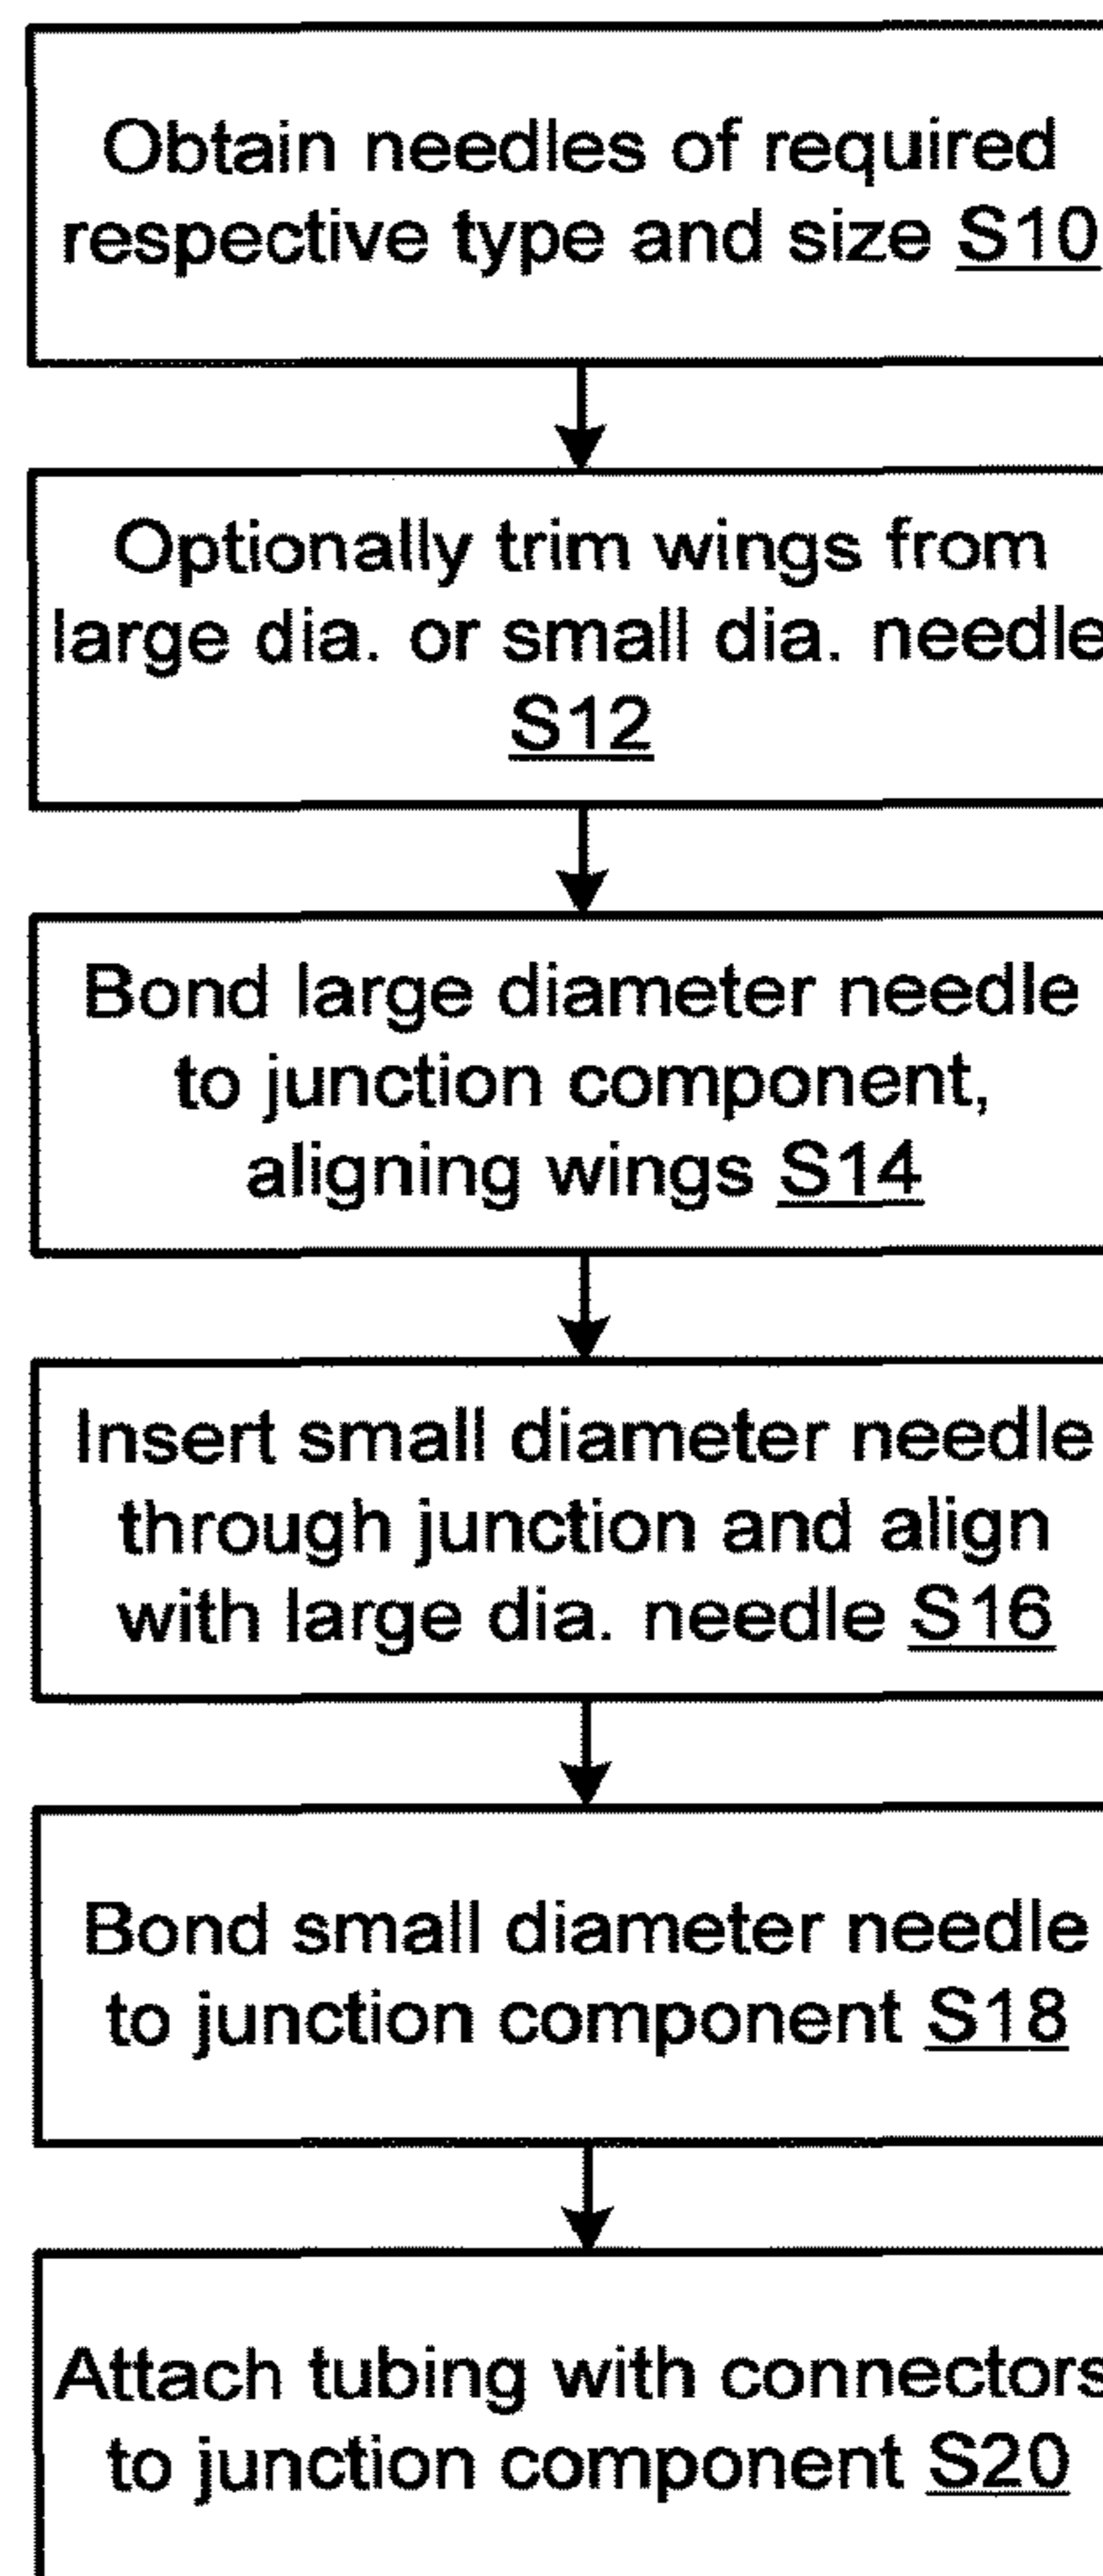 Obtain needles of required
respective type and size S10
Optionally trim wings from
large dia. or small dia. needle
S12
Bond large diameter needle
to junction component,
aligning wings S14
Insert small diameter needle
through junction and align
with large dia. needle S16
Bond small diameter needle
to junction component S18
Attach tubing with connectors
to junction component S20